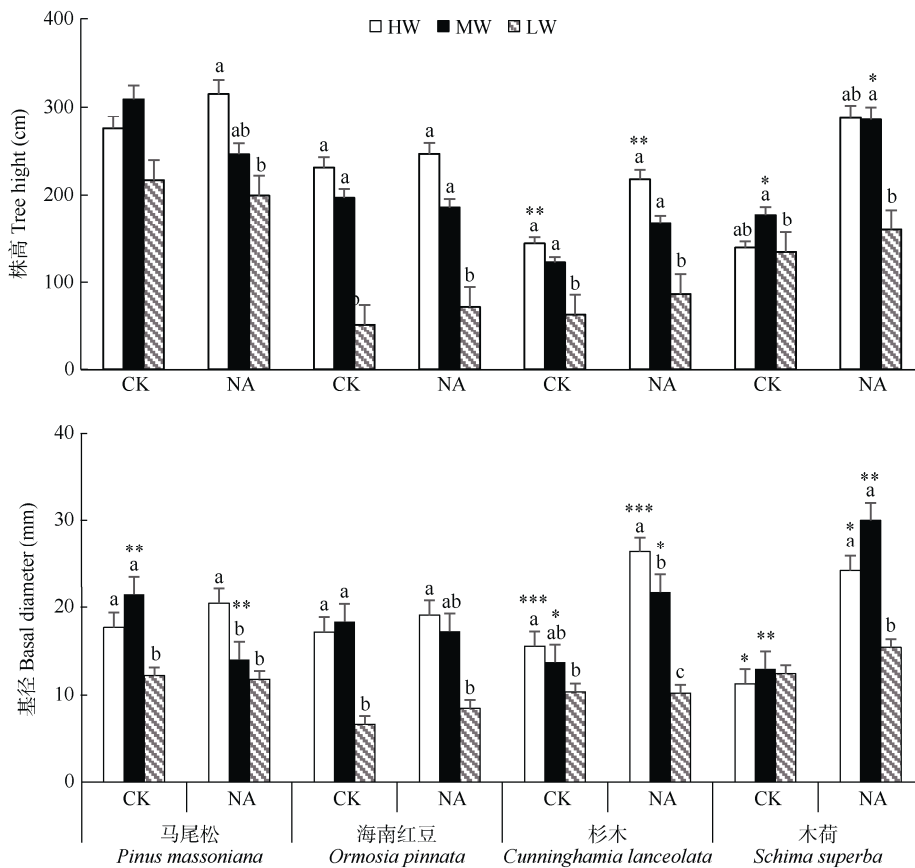 HW MW LW
株高 Tree hight (cm)
400
300
200
100
0
a
ab
b
a
a
b
a
a
b
**
a
a
b
**
a
a
b
ab
*
a
b
ab
*
a
b
CK NA CK NA CK NA CK NA
基径 Basal diameter (mm)
40
30
20
10
0
a
**
a
b
a
**
b
b
a
a
b
a
ab
b
***
a
*
ab
b
***
a
*
b
c
*
**
*
a
**
a
b
CK NA CK NA CK NA CK NA
马尾松 海南红豆 杉木 木荷
Pinus massoniana Ormosia pinnata Cunninghamia lanceolata Schima superba